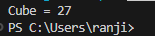 Cube = 27
PS C:\Users\ranji>